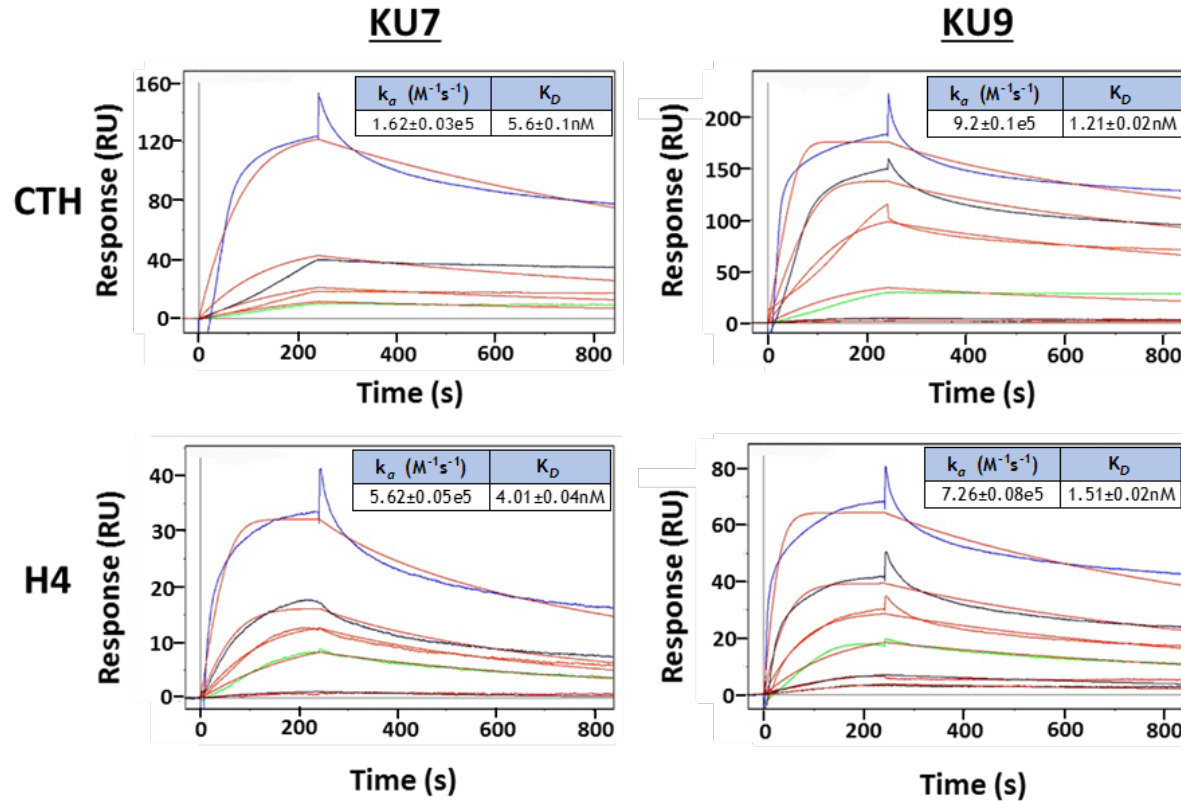 KU7
KU9
CTH
Response (RU)
160
120
80
40
0
0 200 400 600 800
Time (s)
kₐ (M⁻¹s⁻¹) K_D
1.62±0.03e5 5.6±0.1nM
Response (RU)
200
150
100
50
0
0 200 400 600 800
Time (s)
kₐ (M⁻¹s⁻¹) K_D
9.2±0.1e5 1.21±0.02nM
H4
Response (RU)
40
30
20
10
0
0 200 400 600 800
Time (s)
kₐ (M⁻¹s⁻¹) K_D
5.62±0.05e5 4.01±0.04nM
Response (RU)
80
60
40
20
0
0 200 400 600 800
Time (s)
kₐ (M⁻¹s⁻¹) K_D
7.26±0.08e5 1.51±0.02nM